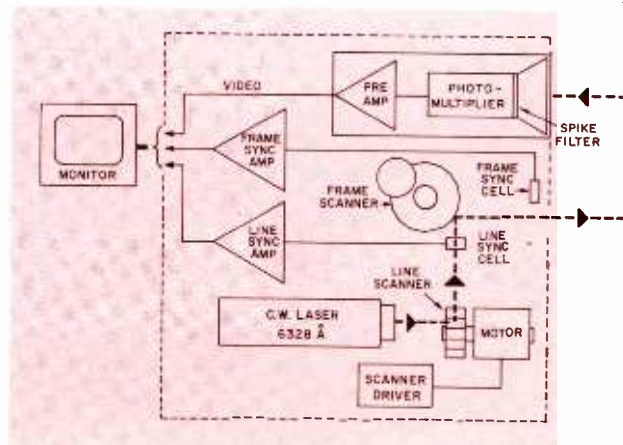 VIDEO
PRE
AMP
PHOTO-
MULTIPLIER
SPIKE
FILTER
MONITOR
FRAME
SYNC
AMP
FRAME
SCANNER
FRAME
SYNC
CELL
LINE
SYNC
AMP
LINE
SYNC
CELL
LINE
SCANNER
C.W. LASER
6328 Å
MOTOR
SCANNER
DRIVER